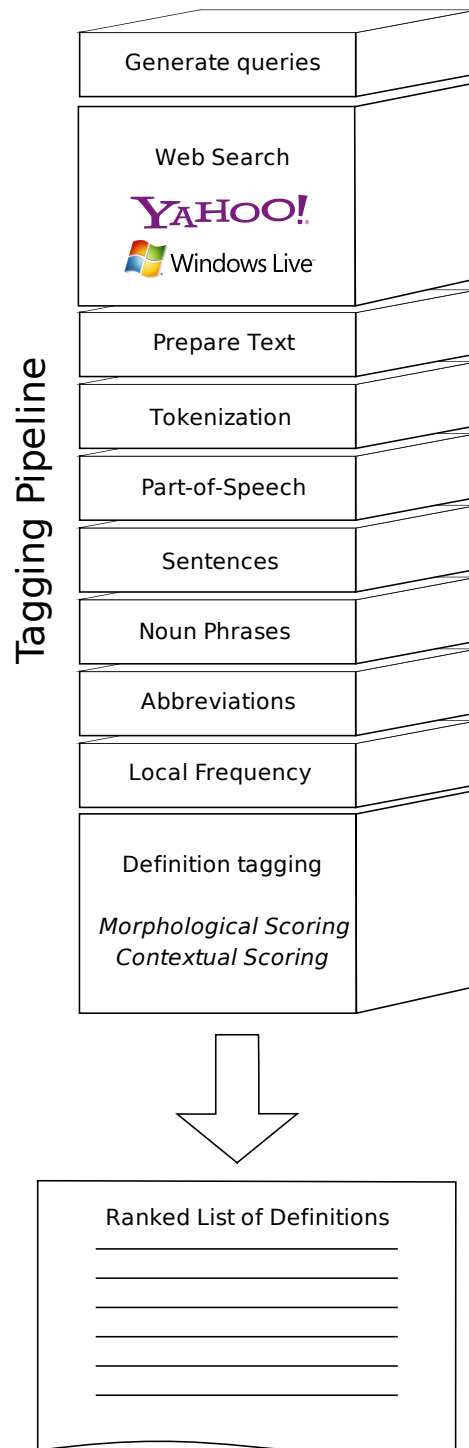 Generate queries
Web Search
YAHOO!
Windows Live
Prepare Text
Tokenization
Part-of-Speech
Sentences
Noun Phrases
Abbreviations
Local Frequency
Definition tagging
Morphological Scoring
Contextual Scoring
Tagging Pipeline
Ranked List of Definitions